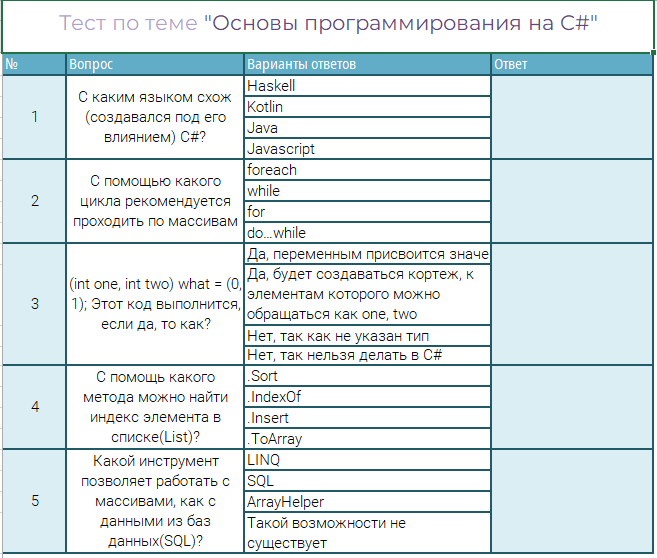 Тест по теме "Основы программирования на C#"
№ Вопрос Варианты ответов Ответ
1
С каким языком схож
(создавался под его
влиянием) C#?
Haskell
Kotlin
Java
Javascript
2
С помощью какого
цикла рекомендуется
проходить по массивам
foreach
while
for
do...while
3
(int one, int two) what = (0,
1); Этот код выполнится,
если да, то как?
Да, переменным присвоится значе
Да, будет создаваться кортеж, к
элементам которого можно
обращаться как one, two
Нет, так как не указан тип
Нет, так нельзя делать в C#
4
С помощь какого
метода можно найти
индекс элемента в
списке(List)?
.Sort
.IndexOf
.Insert
.ToArray
5
Какой инструмент
позволяет работать с
массивами, как с
данными из баз
данных(SQL)?
LINQ
SQL
ArrayHelper
Такой возможности не
существует